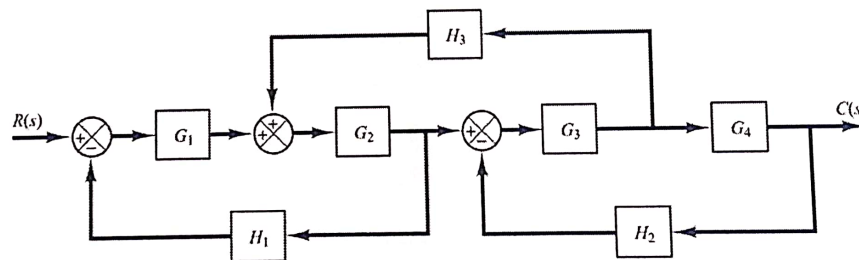 H₃
R(s)
C(s
+
−
G₁
+
+
G₂
+
−
G₃
G₄
H₁
H₂